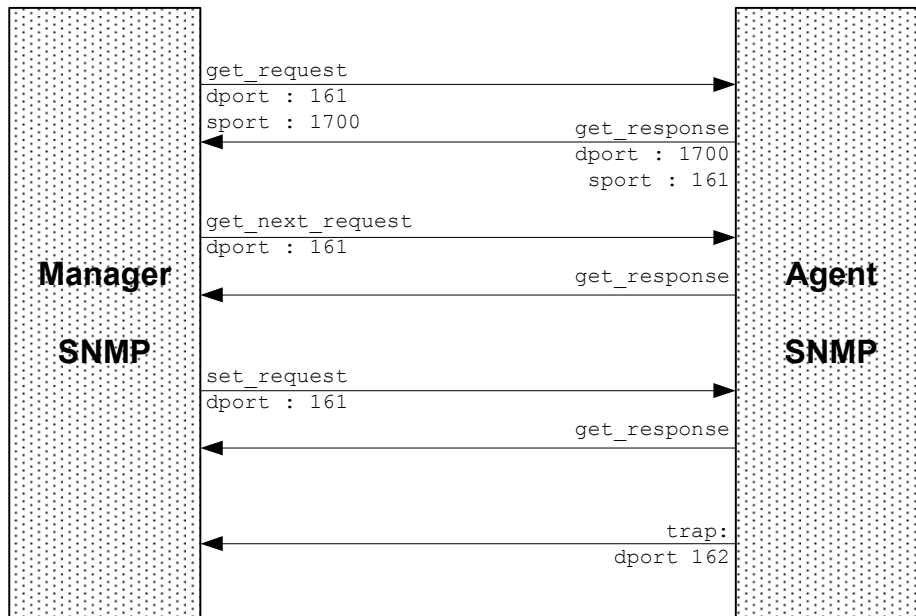 get_request
dport : 161
sport : 1700
get_response
dport : 1700
sport : 161
get_next_request
dport : 161
get_response
Manager
SNMP
Agent
SNMP
set_request
dport : 161
get_response
trap:
dport 162